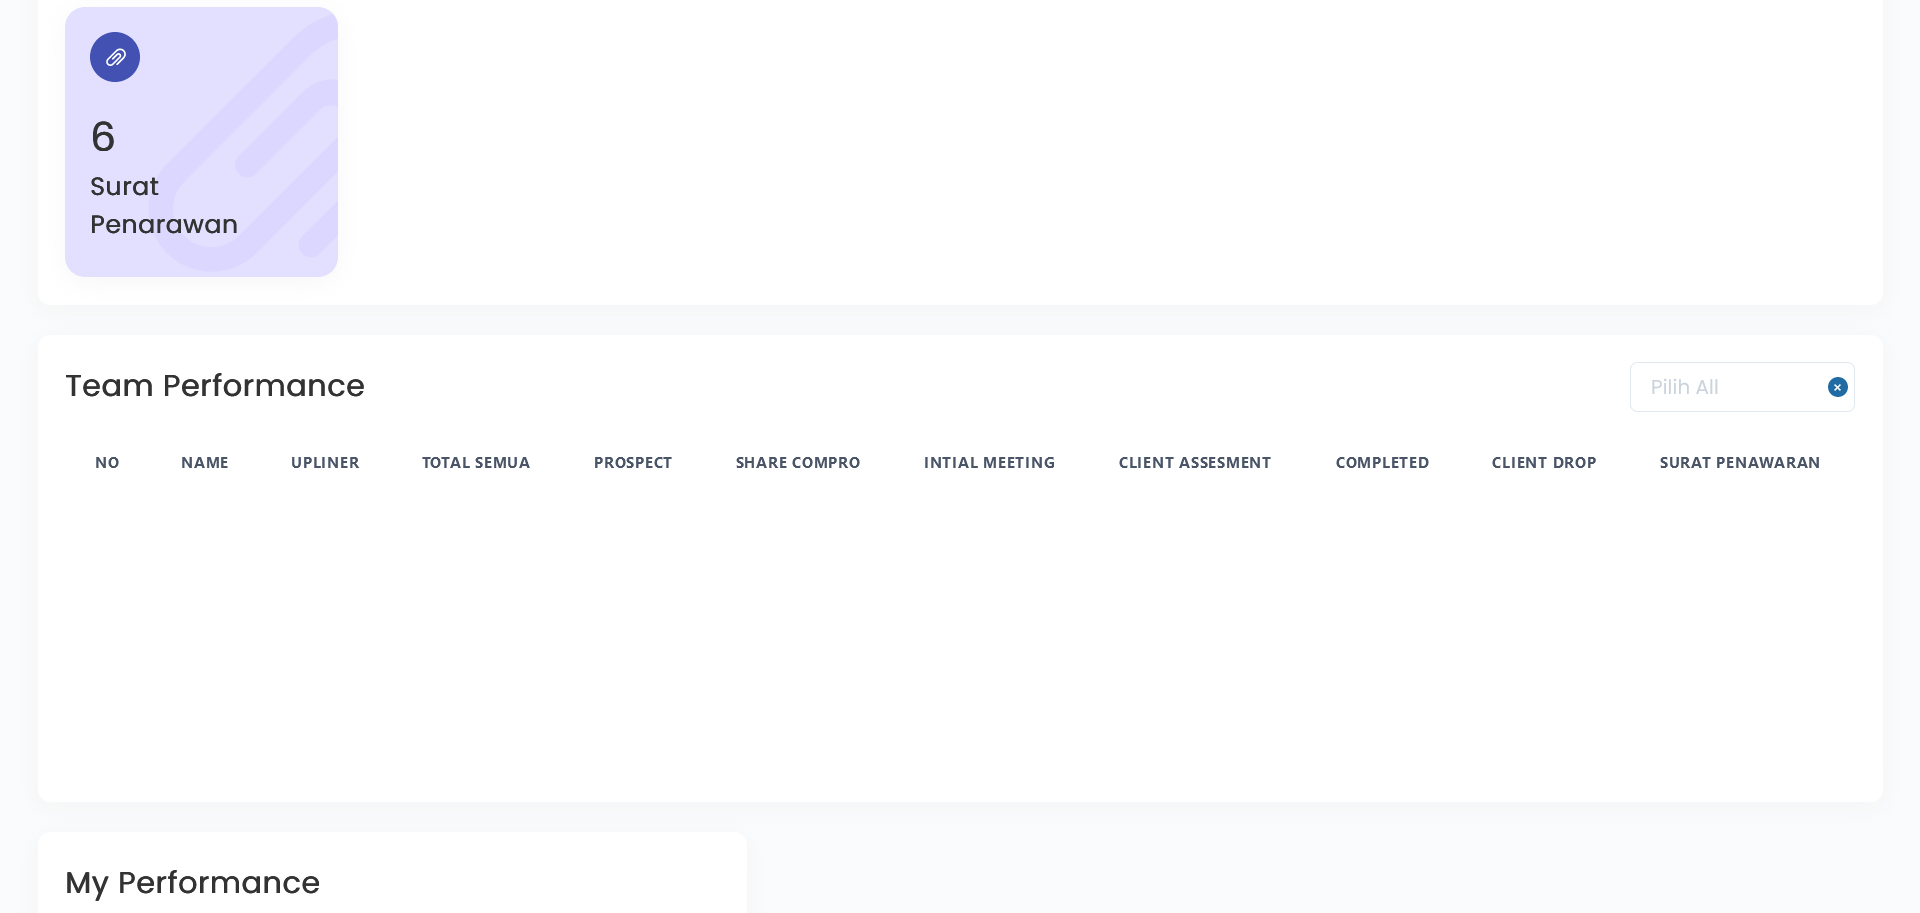 6
Surat
Penarawan
Team Performance
Pilih All
NO NAME UPLINER TOTAL SEMUA PROSPECT SHARE COMPRO INTIAL MEETING CLIENT ASSESMENT COMPLETED CLIENT DROP SURAT PENAWARAN
My Performance